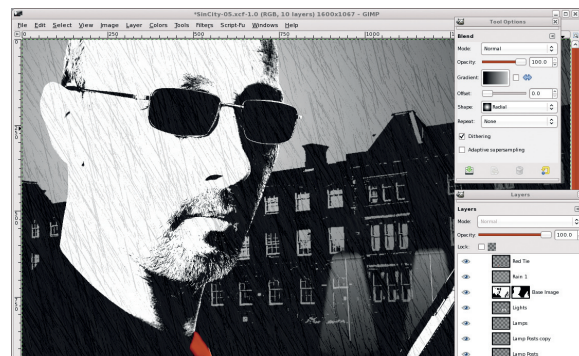 *SinCity-05.xcf-1.0 (RGB, 10 layers) 1600x1067 - GIMP
File Edit Select View Image Layer Colors Tools Filters Script-Fu Windows Help
0 250 500 750 1000
Tool Options
Blend
Mode: Normal
Opacity: 100.0
Gradient:
Offset: 0.0
Shape: Radial
Repeat: None
Dithering
Adaptive supersampling
Layers
Layers
Mode: Normal
Opacity: 100.0
Lock:
Red Tie
Rain 1
Base Image
Lights
Lamps
Lamp Posts copy
Lamp Posts